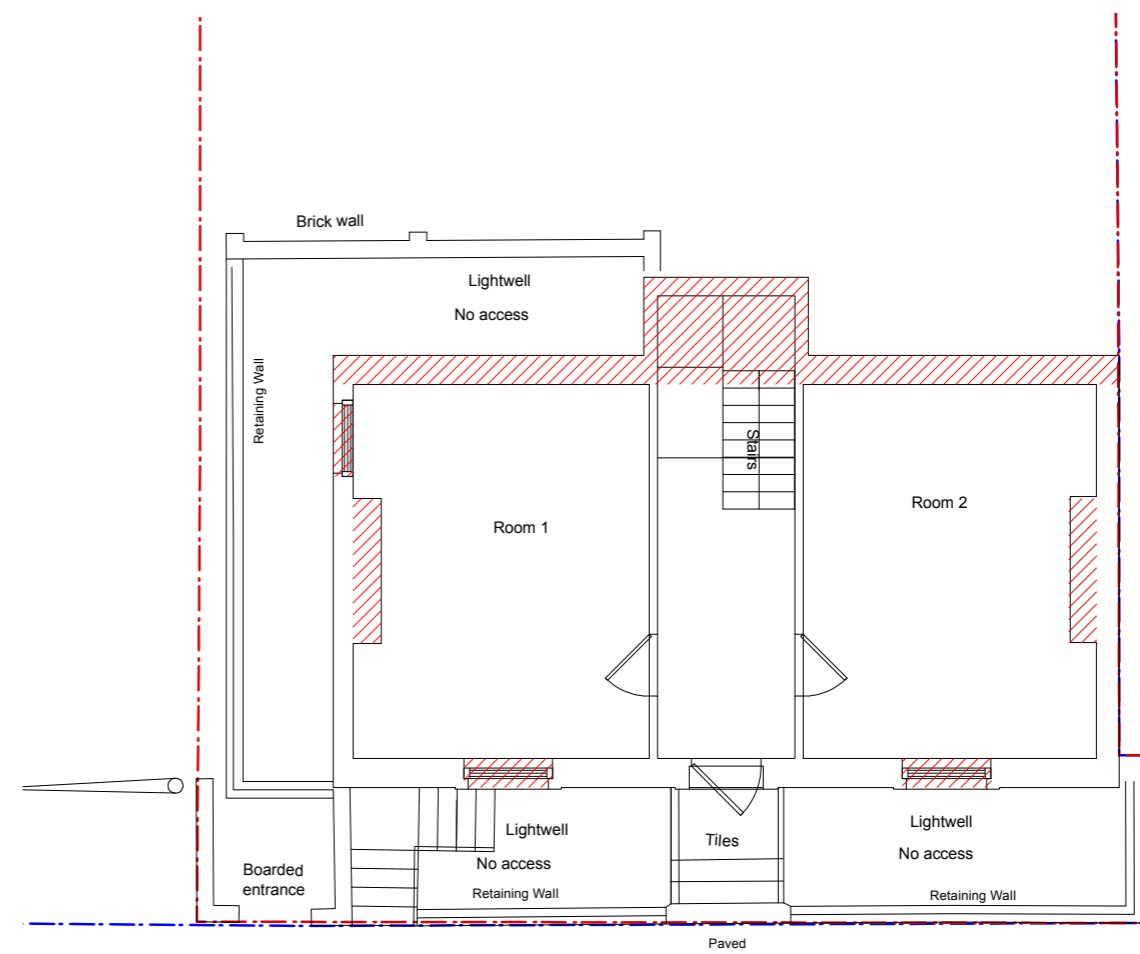 Brick wall
Lightwell
No access
Retaining Wall
Stairs
Room 1
Room 2
Lightwell
No access
Retaining Wall
Tiles
Lightwell
No access
Retaining Wall
Boarded
entrance
Paved